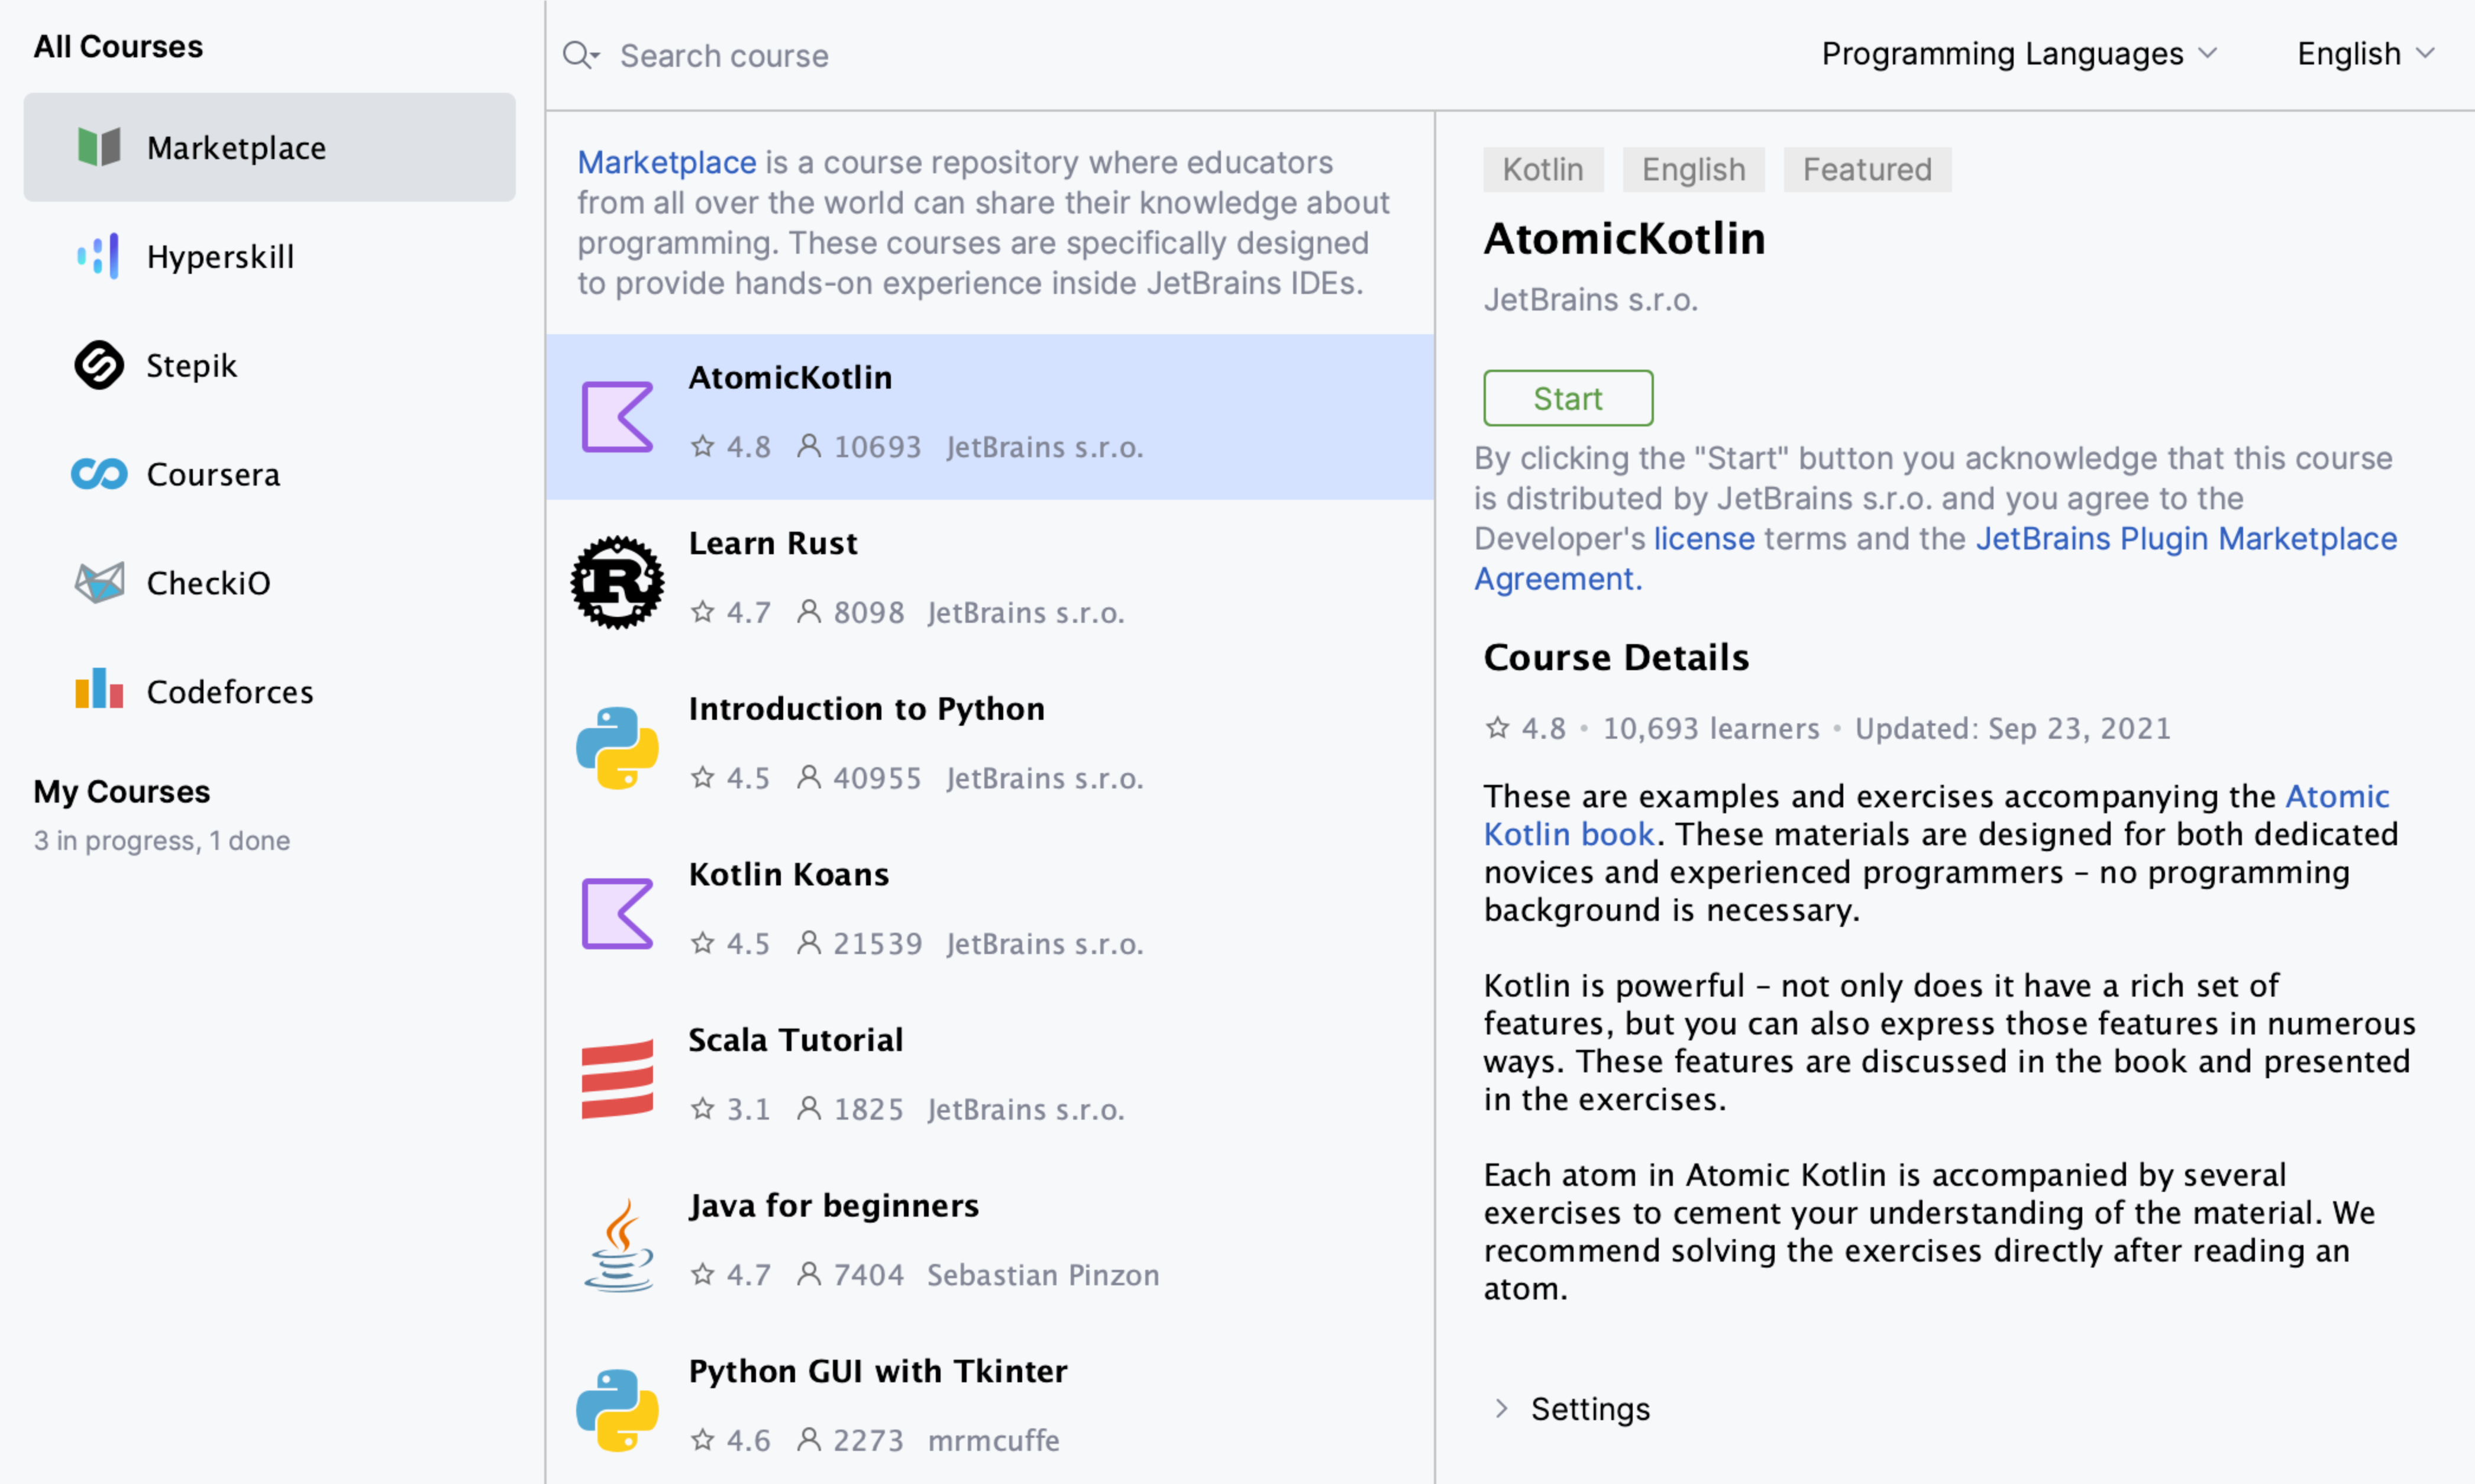 All Courses
Marketplace
Hyperskill
Stepik
Coursera
CheckiO
Codeforces
My Courses
3 in progress, 1 done
Search course
Programming Languages
English
Marketplace is a course repository where educators
from all over the world can share their knowledge about
programming. These courses are specifically designed
to provide hands-on experience inside JetBrains IDEs.
AtomicKotlin
4.8 10693 JetBrains s.r.o.
Learn Rust
4.7 8098 JetBrains s.r.o.
Introduction to Python
4.5 40955 JetBrains s.r.o.
Kotlin Koans
4.5 21539 JetBrains s.r.o.
Scala Tutorial
3.1 1825 JetBrains s.r.o.
Java for beginners
4.7 7404 Sebastian Pinzon
Python GUI with Tkinter
4.6 2273 mrmcuffe
Kotlin English Featured
AtomicKotlin
JetBrains s.r.o.
Start
By clicking the "Start" button you acknowledge that this course
is distributed by JetBrains s.r.o. and you agree to the
Developer's license terms and the JetBrains Plugin Marketplace
Agreement.
Course Details
4.8 • 10,693 learners • Updated: Sep 23, 2021
These are examples and exercises accompanying the Atomic
Kotlin book. These materials are designed for both dedicated
novices and experienced programmers – no programming
background is necessary.
Kotlin is powerful – not only does it have a rich set of
features, but you can also express those features in numerous
ways. These features are discussed in the book and presented
in the exercises.
Each atom in Atomic Kotlin is accompanied by several
exercises to cement your understanding of the material. We
recommend solving the exercises directly after reading an
atom.
Settings